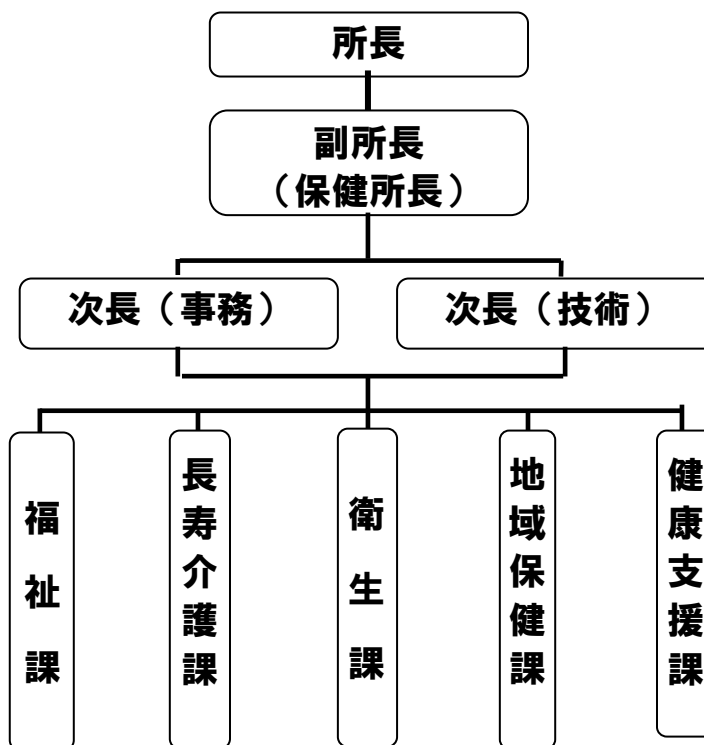 所長
副所長
（保健所長）
次長（事務）
次長（技術）
福祉課
長寿介護課
衛生課
地域保健課
健康支援課